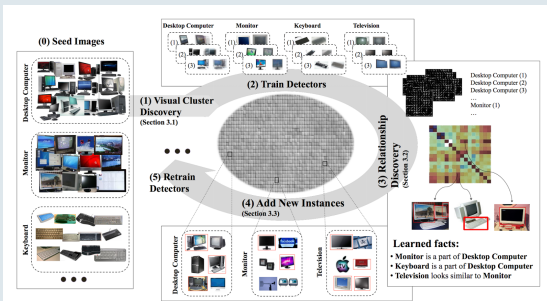 (0) Seed Images
Desktop Computer
Monitor
Keyboard
Desktop Computer
Monitor
Keyboard
Television
(1)
(2)
(3)
(1)
(2)
(3)
(1)
(2)
(3)
(1)
(2)
(3)
(2) Train Detectors
(1) Visual Cluster
Discovery
(Section 3.1)
(5) Retrain
Detectors
(4) Add New Instances
(Section 3.3)
(3) Relationship
Discovery
(Section 3.2)
Desktop Computer
Monitor
Television
Desktop Computer (1)
Desktop Computer (2)
Desktop Computer (3)
...
Monitor (1)
...
Learned facts:
• Monitor is a part of Desktop Computer
• Keyboard is a part of Desktop Computer
• Television looks similar to Monitor